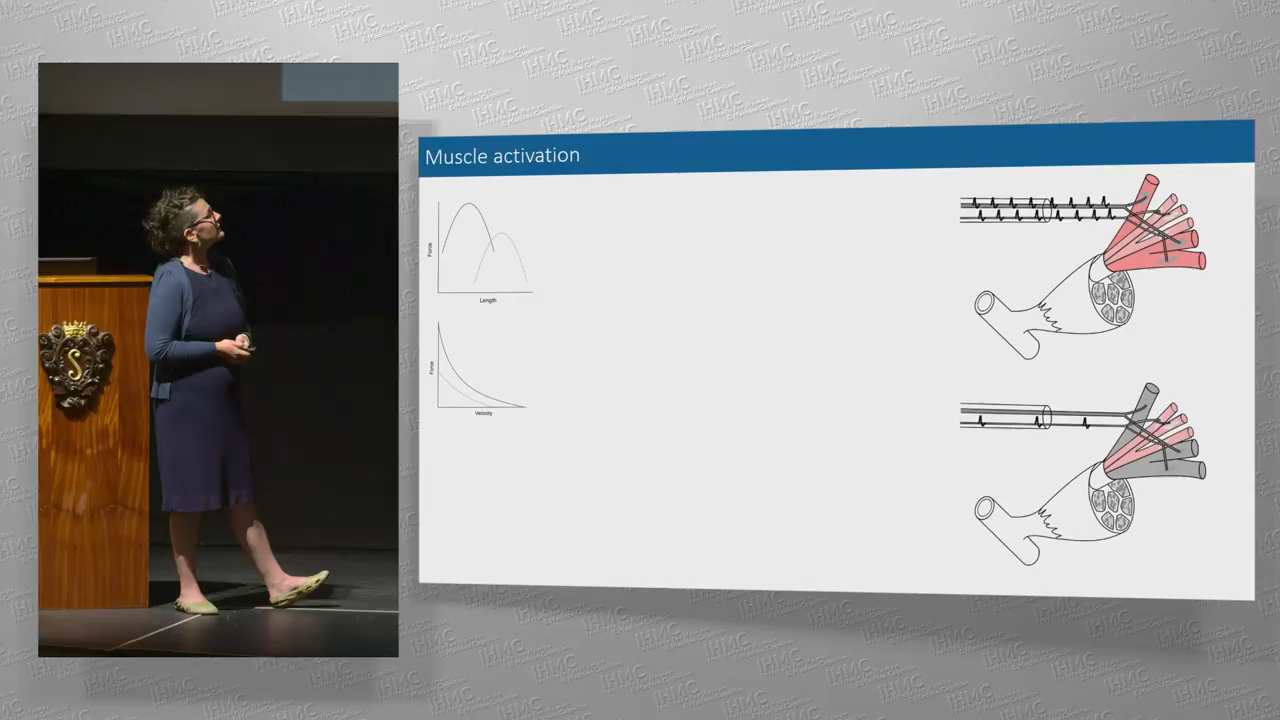 Muscle activation
Force
Length
Force
Velocity
S
IHMC